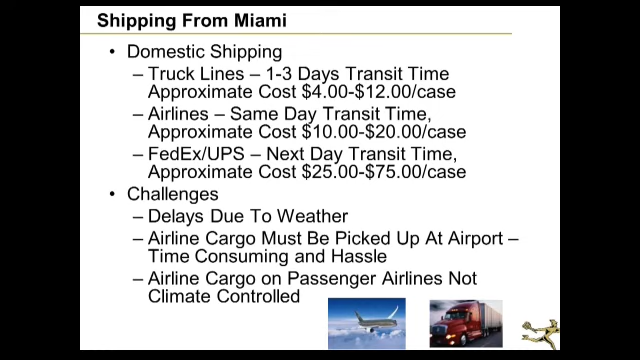 Shipping From Miami
• Domestic Shipping
– Truck Lines – 1-3 Days Transit Time
Approximate Cost $4.00-$12.00/case
– Airlines – Same Day Transit Time,
Approximate Cost $10.00-$20.00/case
– FedEx/UPS – Next Day Transit Time,
Approximate Cost $25.00-$75.00/case
• Challenges
– Delays Due To Weather
– Airline Cargo Must Be Picked Up At Airport –
Time Consuming and Hassle
– Airline Cargo on Passenger Airlines Not
Climate Controlled